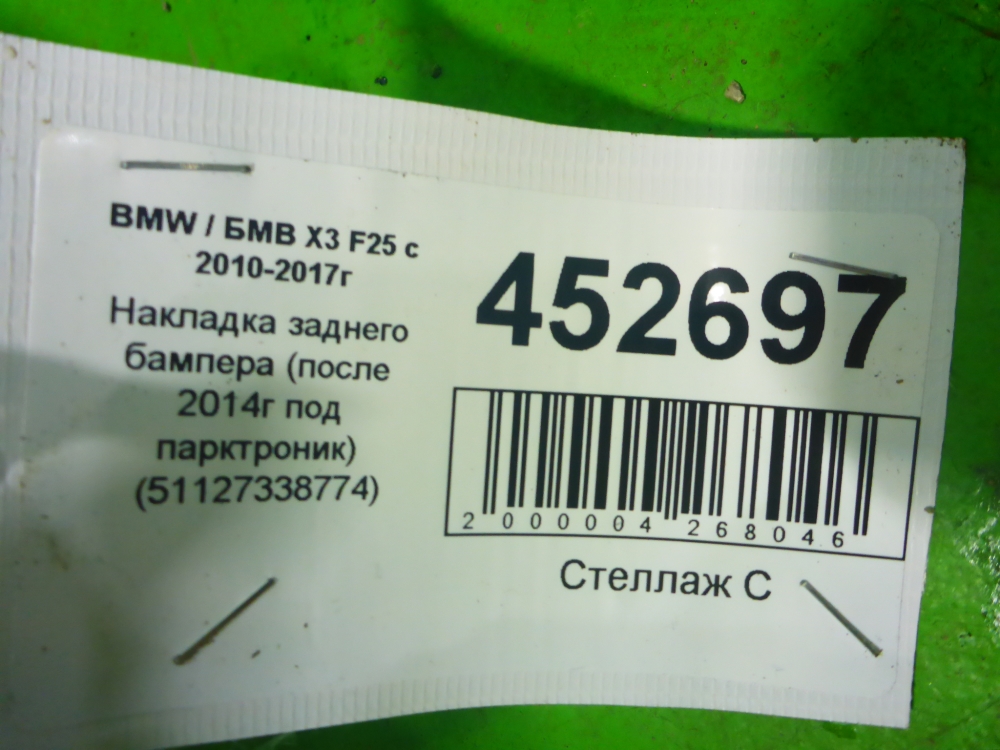 BMW / БМВ X3 F25 с
2010-2017г
Накладка заднего
бампера (после
2014г под
парктроник)
(51127338774)
452697
2 000004 268046
Стеллаж С